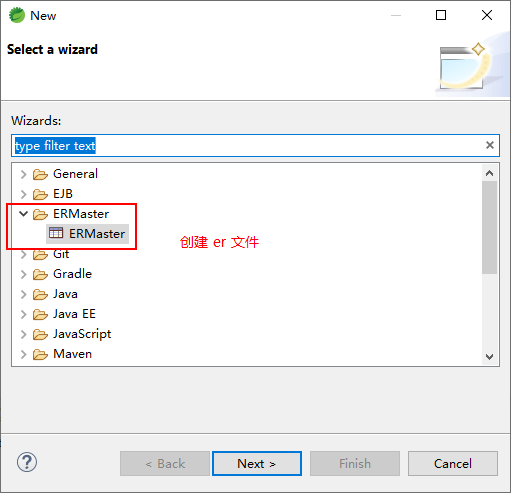 New
Select a wizard
Wizards:
type filter text
General
EJB
ERMaster
ERMaster
创建 er 文件
Git
Gradle
Java
Java EE
JavaScript
Maven
?
< Back
Next >
Finish
Cancel